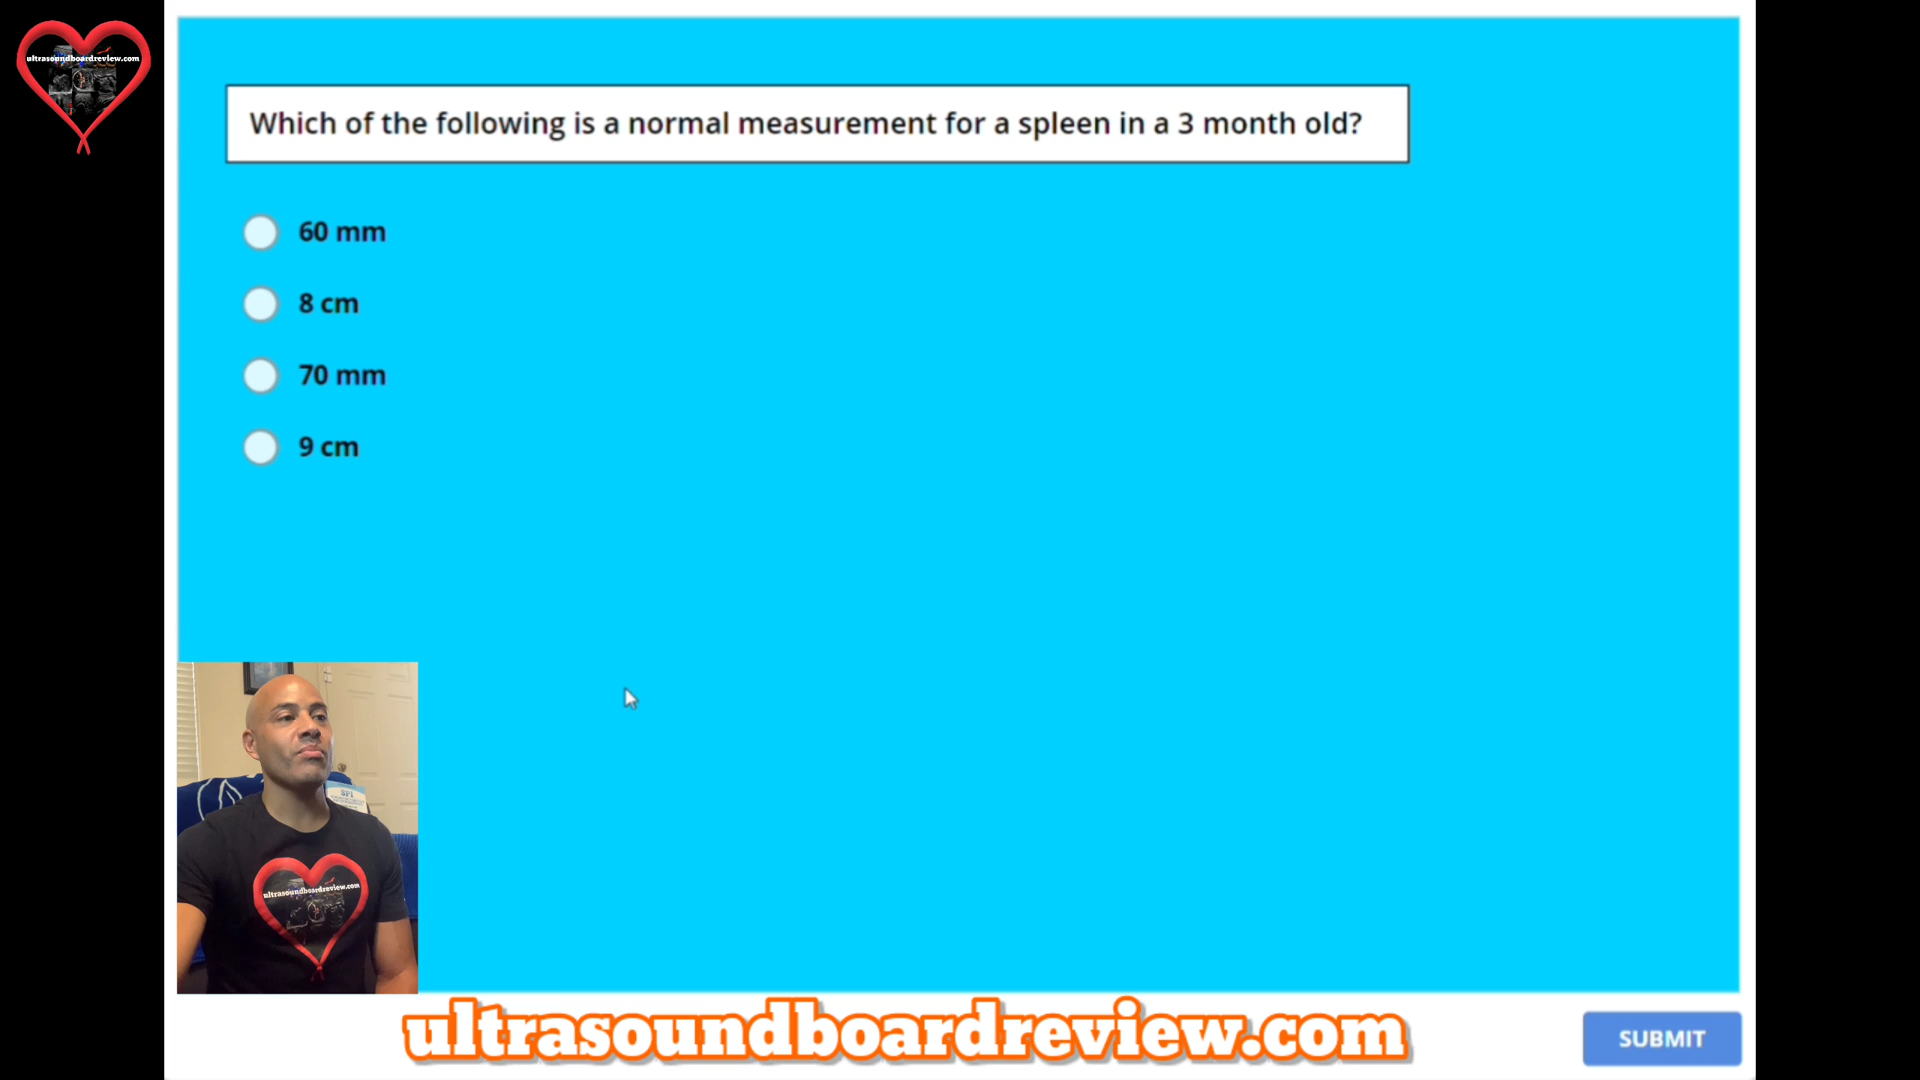 ultrasoundboardreview.com
Which of the following is a normal measurement for a spleen in a 3 month old?
60 mm
8 cm
70 mm
9 cm
SPI
ultrasoundboardreview.com
ultrasoundboardreview.com
SUBMIT